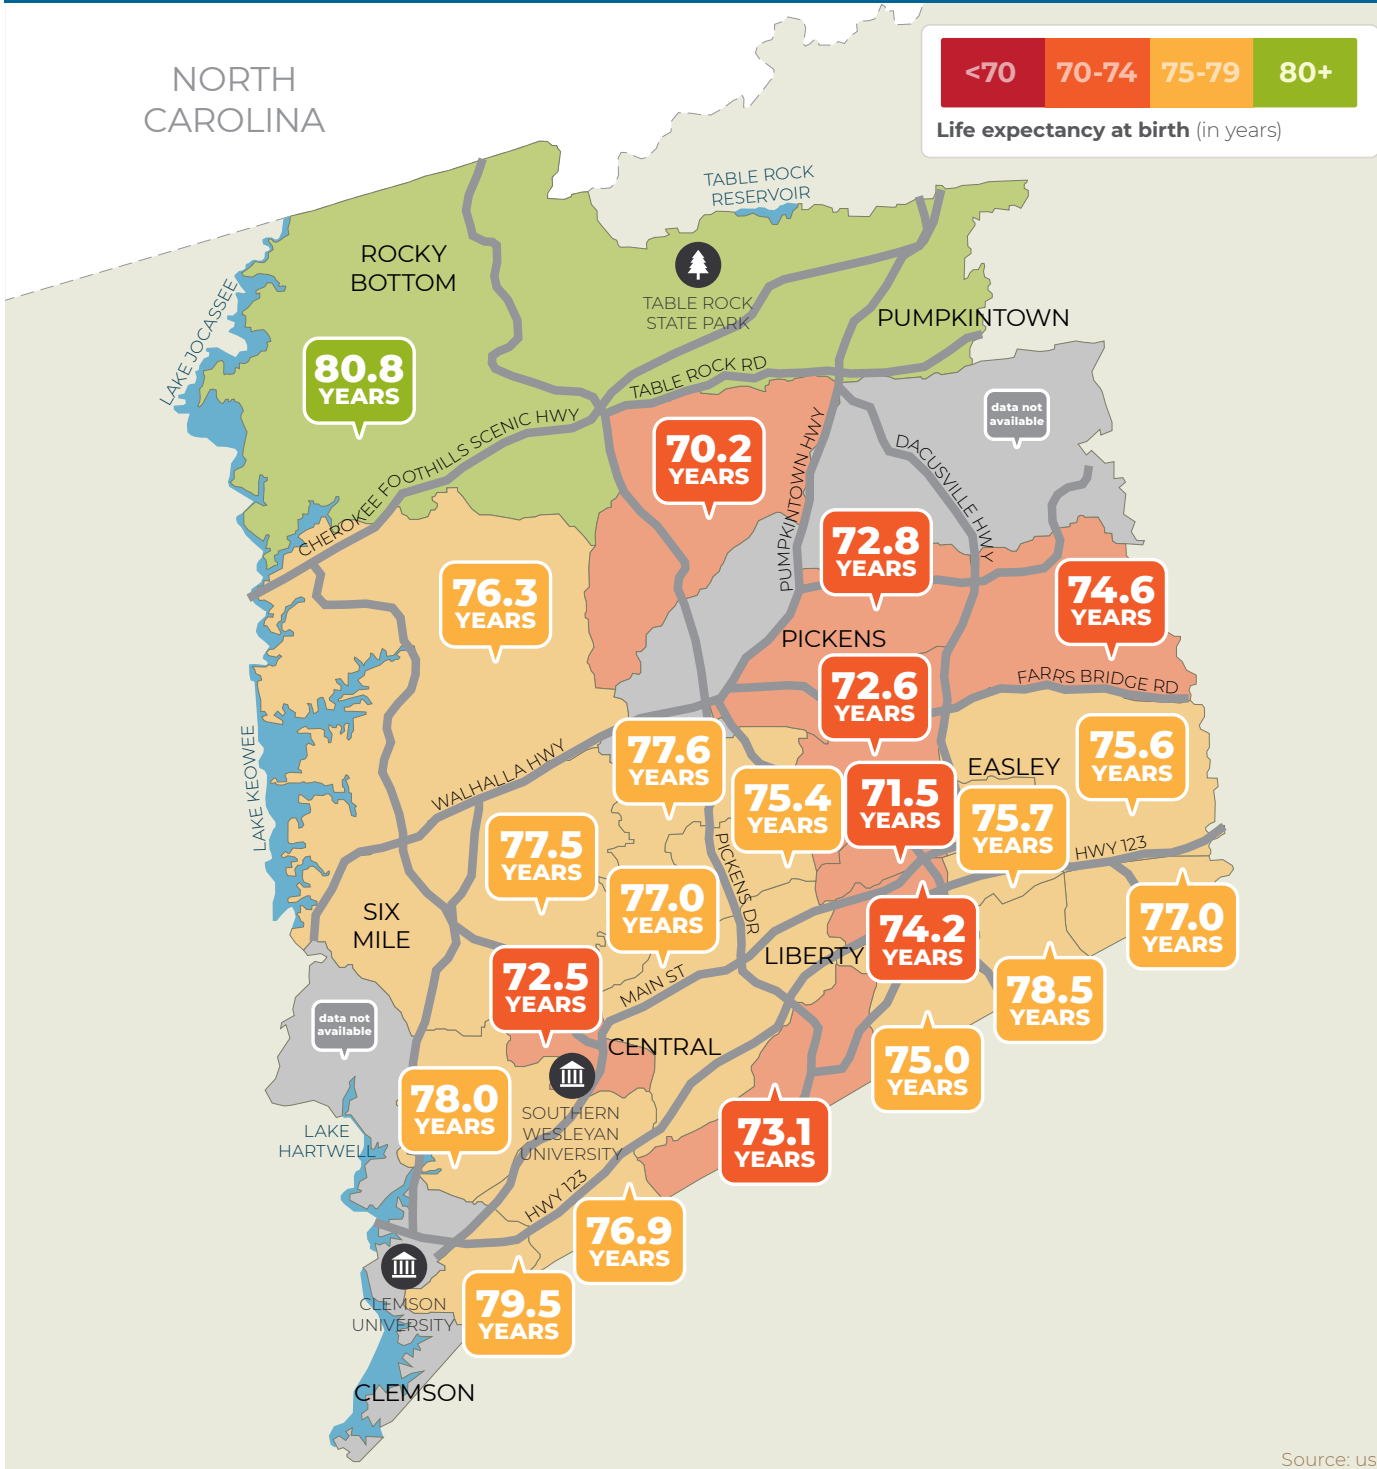 NORTH
CAROLINA
<70
70-74
75-79
80+
Life expectancy at birth (in years)
TABLE ROCK
RESERVOIR
ROCKY
BOTTOM
TABLE ROCK
STATE PARK
PUMPKINTOWN
LAKE JOCASSEE
80.8
YEARS
TABLE ROCK RD
CHEROKEE FOOTHILLS SCENIC HWY
data not
available
70.2
YEARS
PUMPKINTOWN HWY
DACUSVILLE HWY
72.8
YEARS
76.3
YEARS
74.6
YEARS
PICKENS
72.6
YEARS
FARRS BRIDGE RD
LAKE KEOWEE
WALHALLA HWY
77.6
YEARS
75.4
YEARS
71.5
YEARS
EASLEY
75.6
YEARS
75.7
YEARS
77.5
YEARS
PICKENS DR
HWY 123
77.0
YEARS
SIX
MILE
74.2
YEARS
77.0
YEARS
LIBERTY
72.5
YEARS
MAIN ST
78.5
YEARS
data not
available
CENTRAL
75.0
YEARS
78.0
YEARS
SOUTHERN
WESLEYAN
UNIVERSITY
LAKE
HARTWELL
73.1
YEARS
HWY 123
76.9
YEARS
79.5
YEARS
CLEMSON
UNIVERSITY
CLEMSON
Source: us